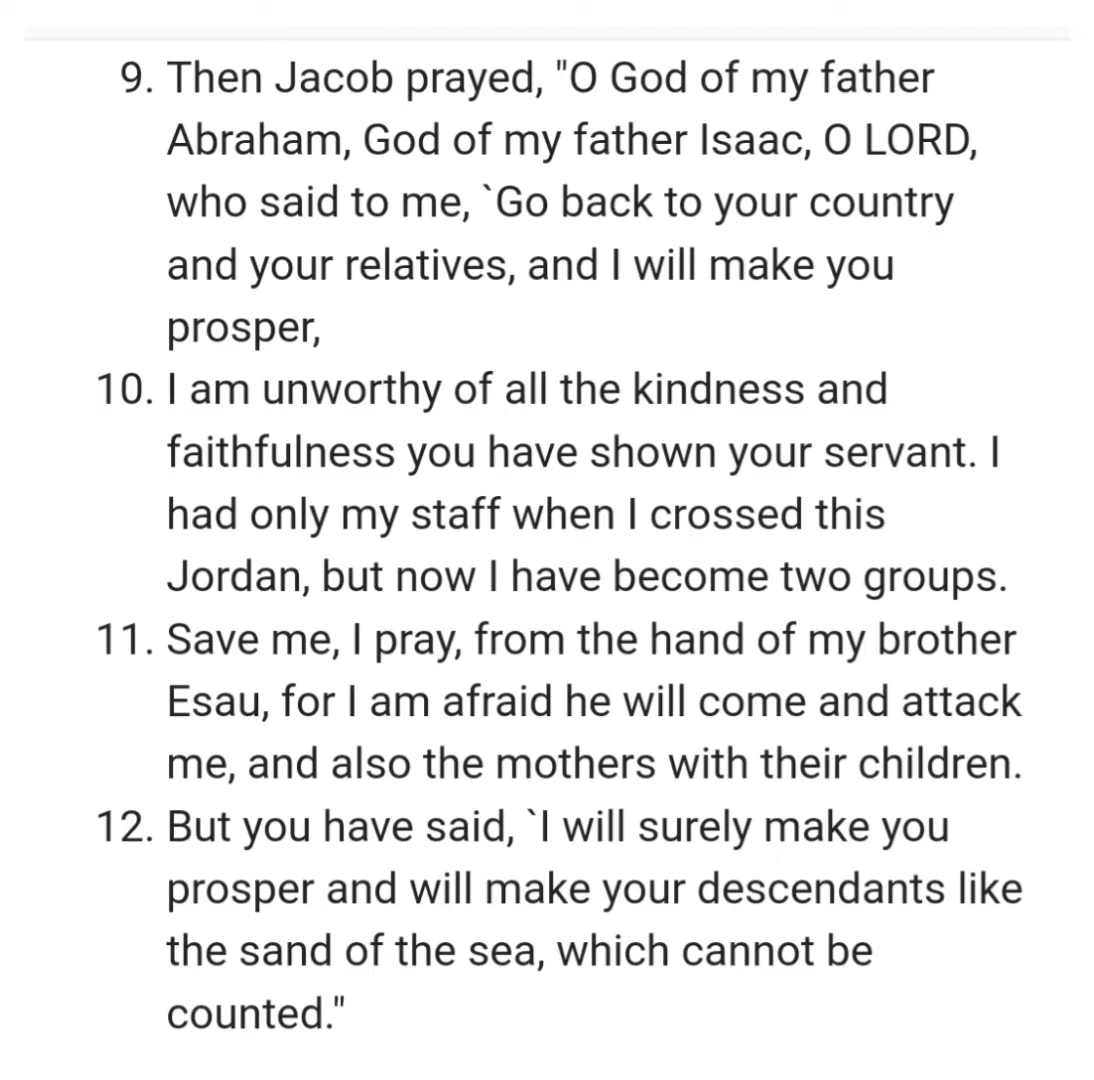 9. Then Jacob prayed, "O God of my father
Abraham, God of my father Isaac, O LORD,
who said to me, `Go back to your country
and your relatives, and I will make you
prosper,
10. I am unworthy of all the kindness and
faithfulness you have shown your servant. I
had only my staff when I crossed this
Jordan, but now I have become two groups.
11. Save me, I pray, from the hand of my brother
Esau, for I am afraid he will come and attack
me, and also the mothers with their children.
12. But you have said, `I will surely make you
prosper and will make your descendants like
the sand of the sea, which cannot be
counted."